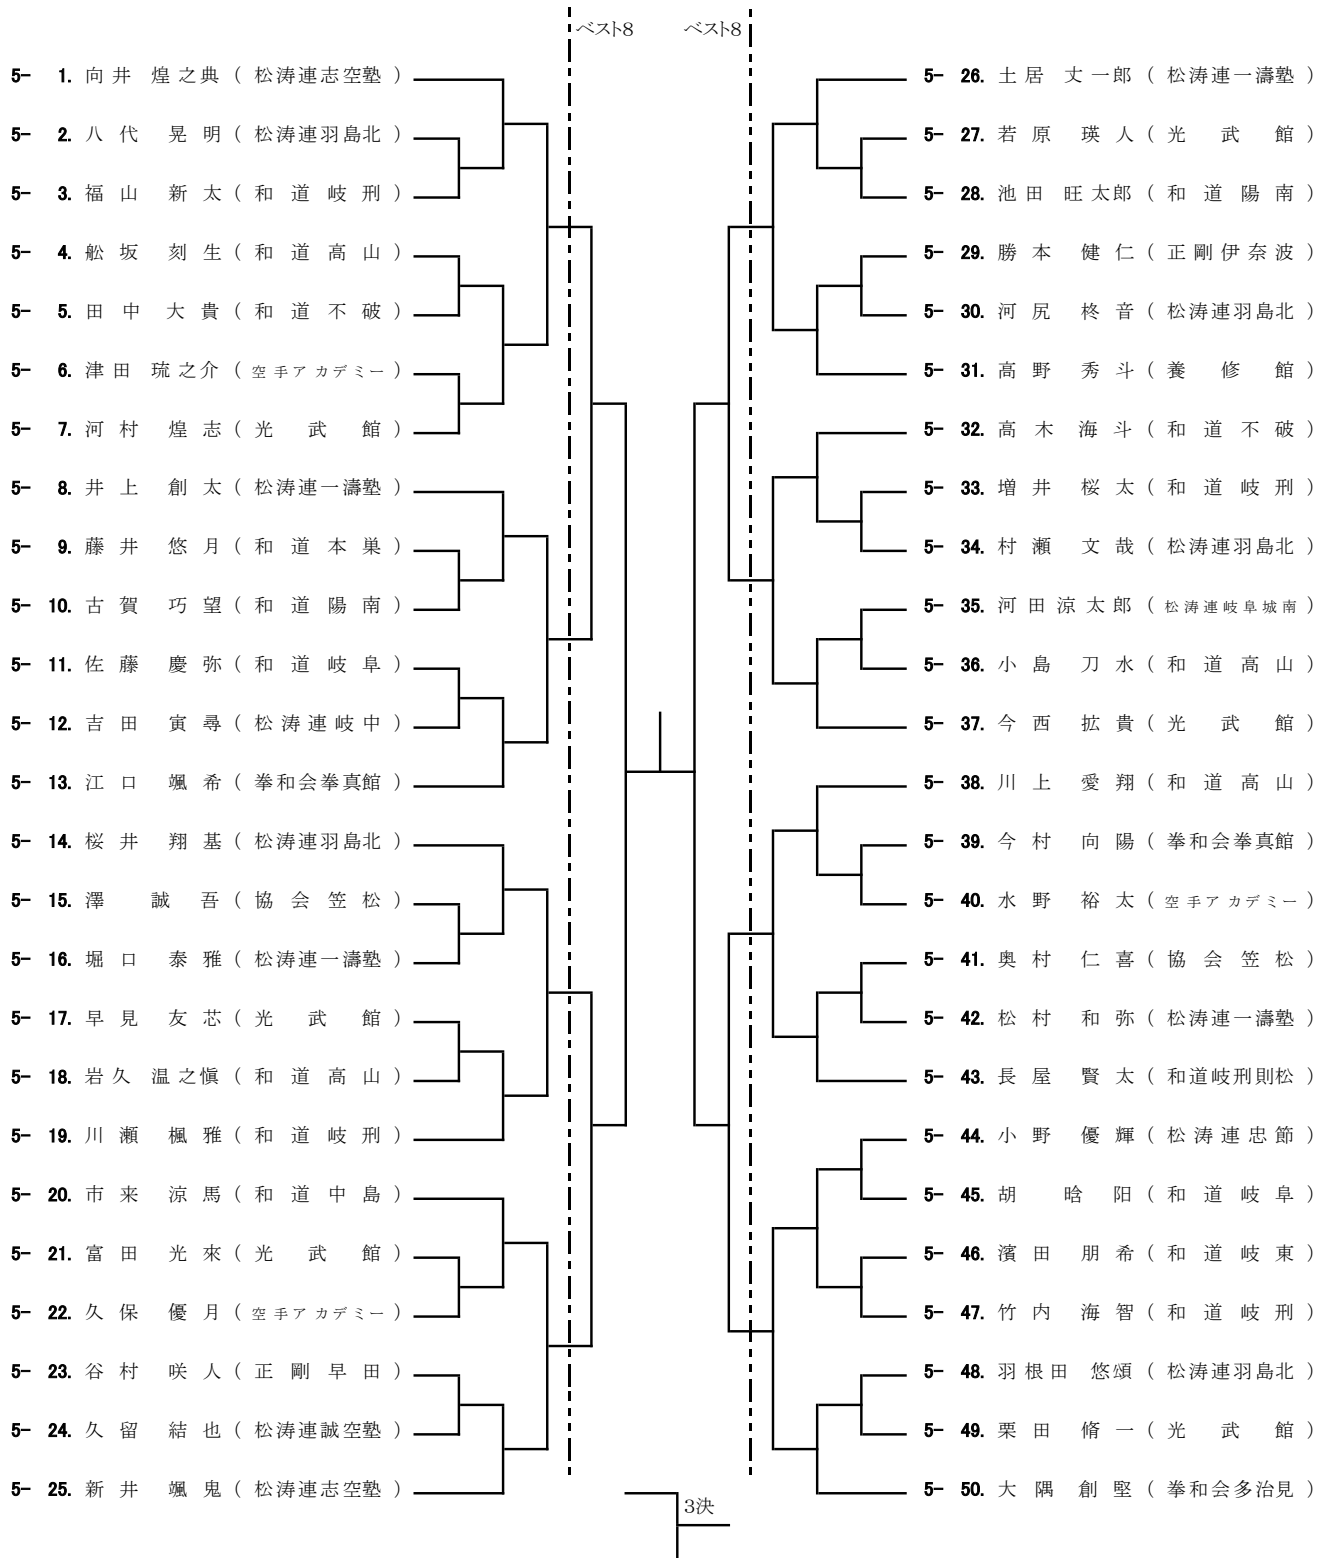 ベスト8 ベスト8
5- 1. 向井 煌之典 ( 松涛連志空塾 )
5- 2. 八代 晃明 ( 松涛連羽島北 )
5- 3. 福山 新太 ( 和道岐刑 )
5- 4. 舩坂 刻生 ( 和道高山 )
5- 5. 田中 大貴 ( 和道不破 )
5- 6. 津田 琉之介 ( 空手アカデミー )
5- 7. 河村 煌志 ( 光武館 )
5- 8. 井上 創太 ( 松涛連一濤塾 )
5- 9. 藤井 悠月 ( 和道本巣 )
5- 10. 古賀 巧望 ( 和道陽南 )
5- 11. 佐藤 慶弥 ( 和道岐阜 )
5- 12. 吉田 寅尋 ( 松涛連岐中 )
5- 13. 江口 颯希 ( 拳和会拳真館 )
5- 14. 桜井 翔基 ( 松涛連羽島北 )
5- 15. 澤 誠吾 ( 協会笠松 )
5- 16. 堀口 泰雅 ( 松涛連一濤塾 )
5- 17. 早見 友芯 ( 光武館 )
5- 18. 岩久 温之愼 ( 和道高山 )
5- 19. 川瀬 楓雅 ( 和道岐刑 )
5- 20. 市来 涼馬 ( 和道中島 )
5- 21. 富田 光來 ( 光武館 )
5- 22. 久保 優月 ( 空手アカデミー )
5- 23. 谷村 咲人 ( 正剛早田 )
5- 24. 久留 結也 ( 松涛連誠空塾 )
5- 25. 新井 颯鬼 ( 松涛連志空塾 )
5- 26. 土居 丈一郎 ( 松涛連一濤塾 )
5- 27. 若原 瑛人 ( 光武館 )
5- 28. 池田 旺太郎 ( 和道陽南 )
5- 29. 勝本 健仁 ( 正剛伊奈波 )
5- 30. 河尻 柊音 ( 松涛連羽島北 )
5- 31. 高野 秀斗 ( 養修館 )
5- 32. 高木 海斗 ( 和道不破 )
5- 33. 増井 桜太 ( 和道岐刑 )
5- 34. 村瀬 文哉 ( 松涛連羽島北 )
5- 35. 河田涼太郎 ( 松涛連岐阜城南 )
5- 36. 小島 刀水 ( 和道高山 )
5- 37. 今西 拡貴 ( 光武館 )
5- 38. 川上 愛翔 ( 和道高山 )
5- 39. 今村 向陽 ( 拳和会拳真館 )
5- 40. 水野 裕太 ( 空手アカデミー )
5- 41. 奥村 仁喜 ( 協会笠松 )
5- 42. 松村 和弥 ( 松涛連一濤塾 )
5- 43. 長屋 賢太 ( 和道岐刑則松 )
5- 44. 小野 優輝 ( 松涛連忠節 )
5- 45. 胡 晗阳 ( 和道岐阜 )
5- 46. 濱田 朋希 ( 和道岐東 )
5- 47. 竹内 海智 ( 和道岐刑 )
5- 48. 羽根田 悠頌 ( 松涛連羽島北 )
5- 49. 栗田 脩一 ( 光武館 )
5- 50. 大隅 創堅 ( 拳和会多治見 )
3決